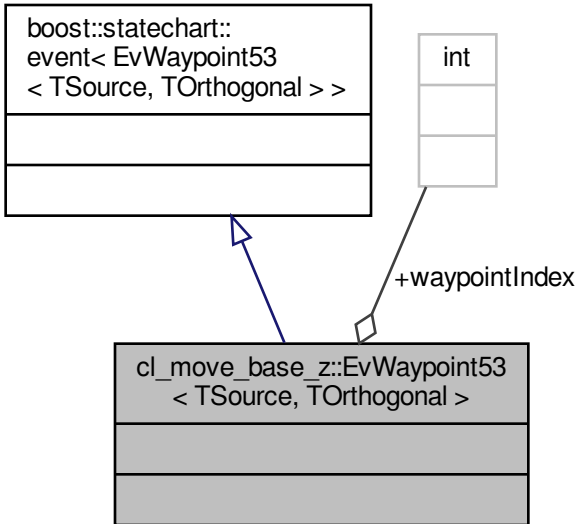 boost::statechart::
event< EvWaypoint53
< TSource, TOrthogonal > >
int
+waypointIndex
cl_move_base_z::EvWaypoint53
< TSource, TOrthogonal >